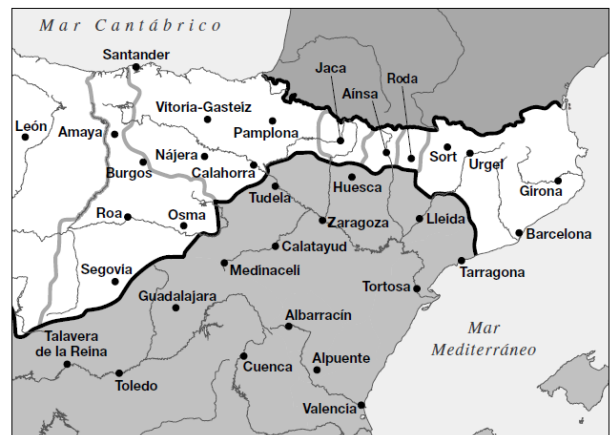 Mar Cantábrico
Santander
Jaca
Roda
Aínsa
León
Amaya
Vitoria-Gasteiz
Pamplona
Nájera
Calahorra
Burgos
Sort
Urgel
Huesca
Tudela
Girona
Roa
Osma
Zaragoza
Lleida
Barcelona
Calatayud
Medinaceli
Tarragona
Segovia
Guadalajara
Tortosa
Albarracín
Mar
Mediterráneo
Talavera
de la Reina
Cuenca
Alpuente
Toledo
Valencia